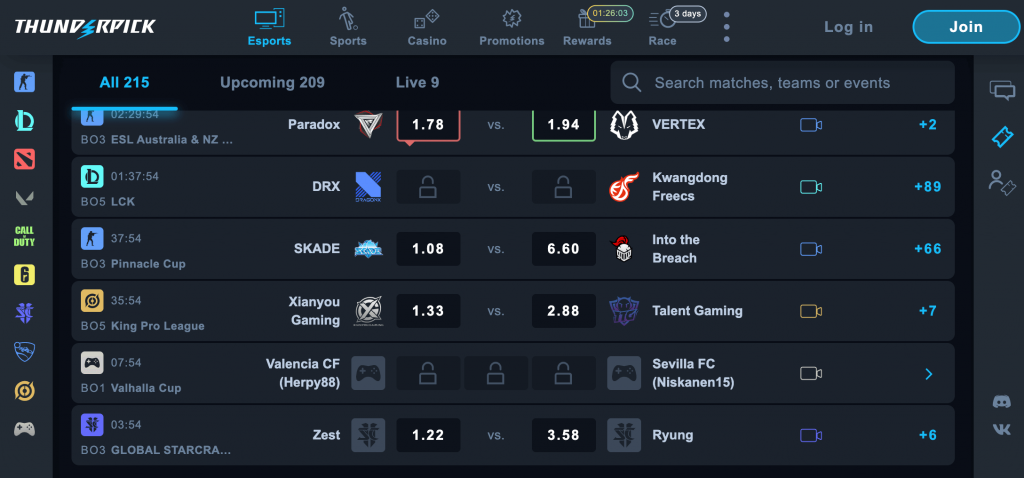 THUNDERPICK
Esports
Sports
Casino
Promotions
01:26:03
Rewards
3 days
Race
Log in
Join
All 215
Upcoming 209
Live 9
Search matches, teams or events
CALL OF DUTY
02:29:54
BO3 ESL Australia & NZ ...
Paradox
1.78
vs.
1.94
VERTEX
+2
01:37:54
BO5 LCK
DRX
DRAGONX
vs.
Kwangdong
Freecs
+89
37:54
BO3 Pinnacle Cup
SKADE
1.08
vs.
6.60
Into the
Breach
+66
35:54
BO5 King Pro League
Xianyou
Gaming
1.33
vs.
2.88
Talent Gaming
+7
07:54
BO1 Valhalla Cup
Valencia CF
(Herpy88)
Sevilla FC
(Niskanen15)
03:54
BO3 GLOBAL STARCRA...
Zest
1.22
vs.
3.58
Ryung
+6